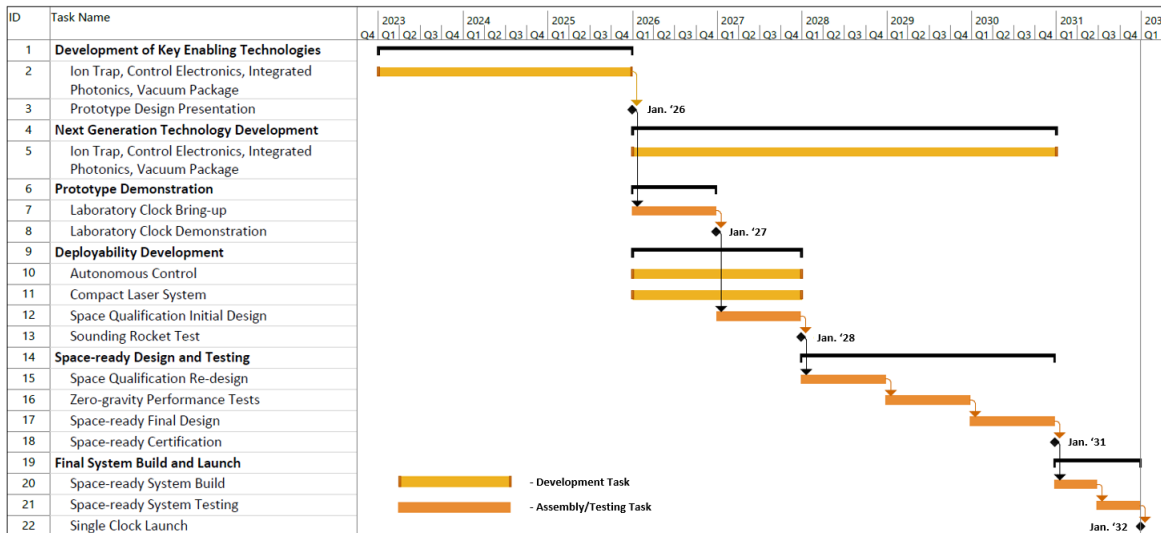 ID Task Name 2023 2024 2025 2026 2027 2028 2029 2030 2031 203
Q4 Q1 Q2 Q3 Q4 Q1 Q2 Q3 Q4 Q1 Q2 Q3 Q4 Q1 Q2 Q3 Q4 Q1 Q2 Q3 Q4 Q1 Q2 Q3 Q4 Q1 Q2 Q3 Q4 Q1 Q2 Q3 Q4 Q1 Q2 Q3 Q4 Q1
1 Development of Key Enabling Technologies
2 Ion Trap, Control Electronics, Integrated
Photonics, Vacuum Package
3 Prototype Design Presentation Jan. ‘26
4 Next Generation Technology Development
5 Ion Trap, Control Electronics, Integrated
Photonics, Vacuum Package
6 Prototype Demonstration
7 Laboratory Clock Bring-up
8 Laboratory Clock Demonstration Jan. ‘27
9 Deployability Development
10 Autonomous Control
11 Compact Laser System
12 Space Qualification Initial Design
13 Sounding Rocket Test Jan. ‘28
14 Space-ready Design and Testing
15 Space Qualification Re-design
16 Zero-gravity Performance Tests
17 Space-ready Final Design
18 Space-ready Certification Jan. ‘31
19 Final System Build and Launch
20 Space-ready System Build - Development Task
21 Space-ready System Testing - Assembly/Testing Task
22 Single Clock Launch Jan. ‘32